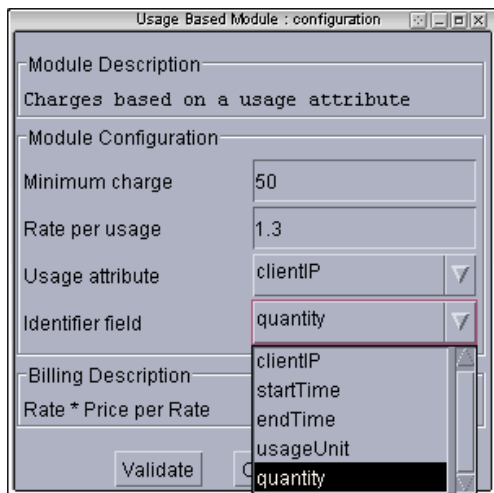 Usage Based Module : configuration
Module Description
Charges based on a usage attribute
Module Configuration
Minimum charge 50
Rate per usage 1.3
Usage attribute clientIP
Identifier field quantity
clientIP
startTime
endTime
usageUnit
quantity
Billing Description
Rate * Price per Rate
Validate